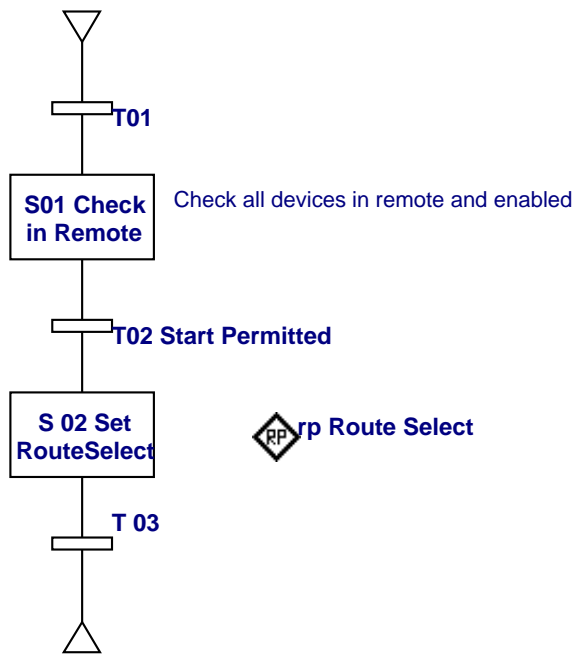 T01
S01 Check
in Remote
Check all devices in remote and enabled
T02 Start Permitted
S 02 Set
RouteSelect
RP
rp Route Select
T 03